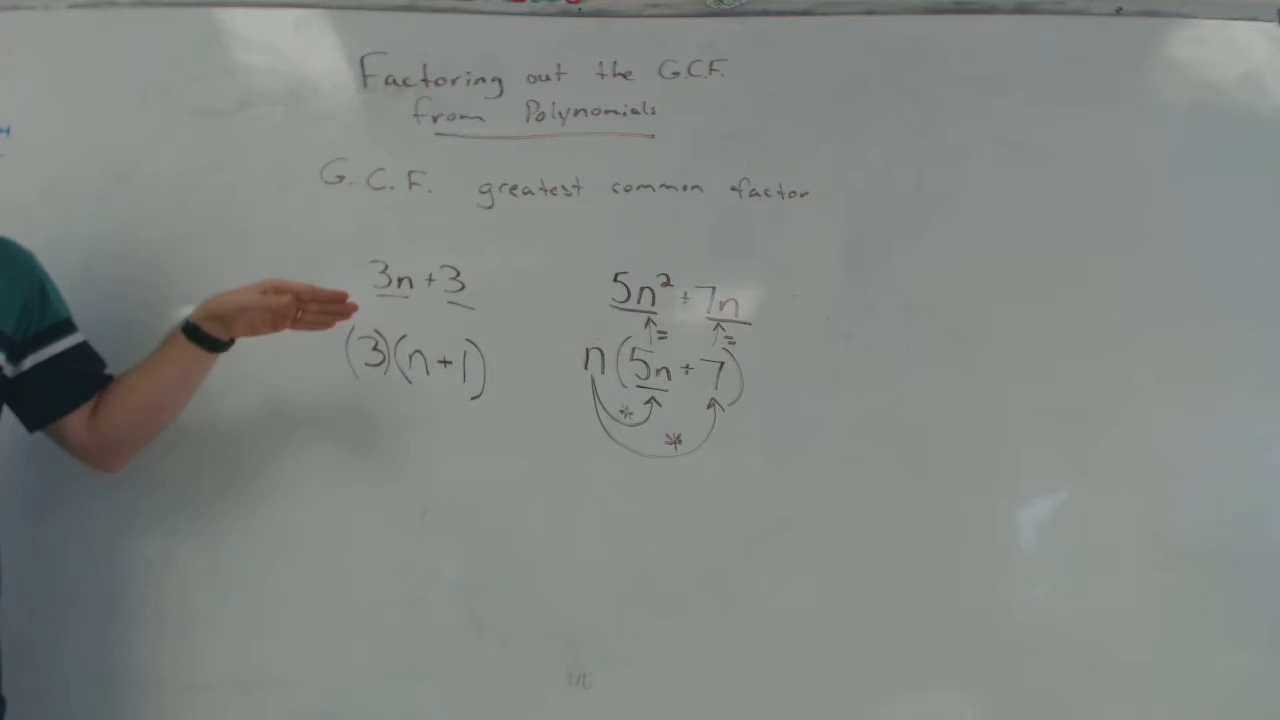 Factoring out the G.C.F.
from Polynomials
G.C.F. greatest common factor
3n + 3
(3)(n + 1)
5n² + 7n
= =
n(5n + 7)
*
*